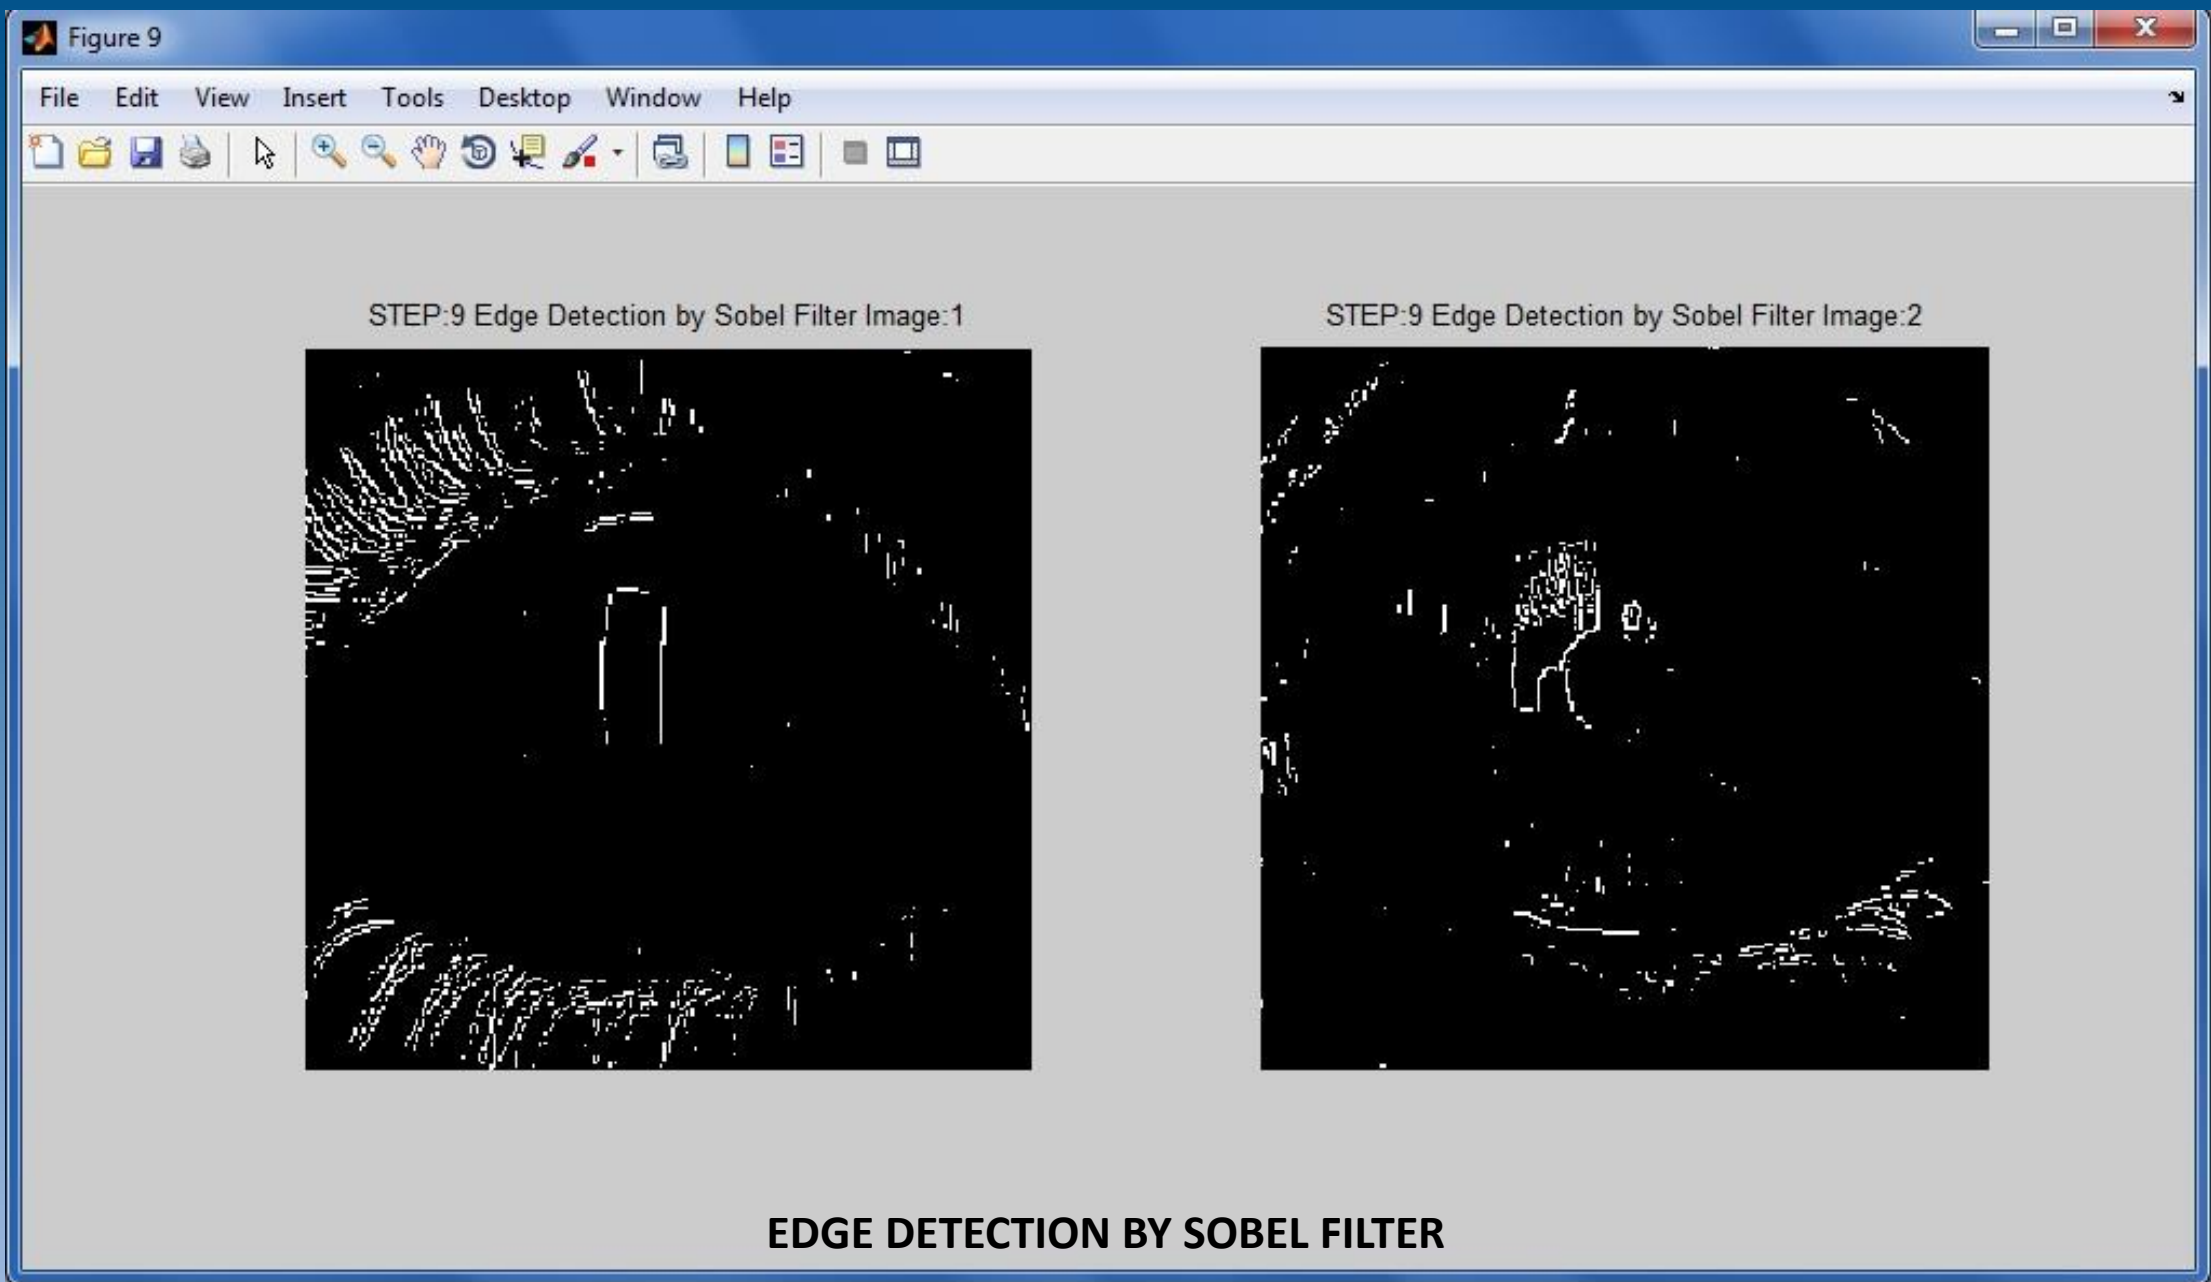 Figure 9
File Edit View Insert Tools Desktop Window Help
STEP:9 Edge Detection by Sobel Filter Image:1
STEP:9 Edge Detection by Sobel Filter Image:2
EDGE DETECTION BY SOBEL FILTER